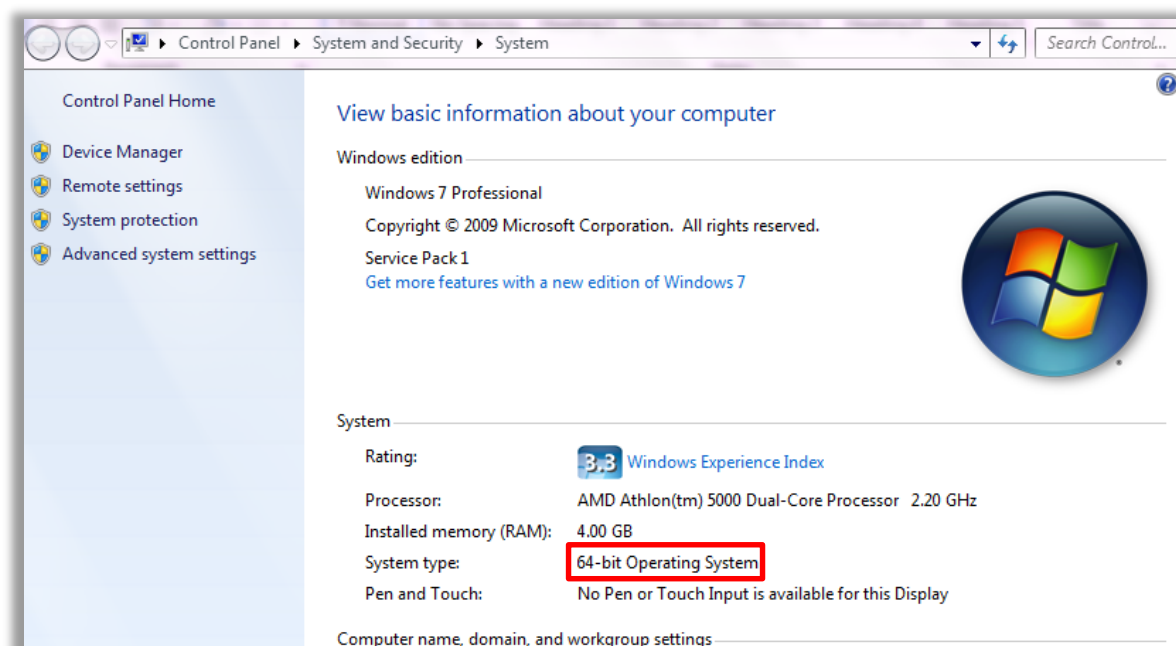 Control Panel System and Security System
Search Control...
Control Panel Home
Device Manager
Remote settings
System protection
Advanced system settings
View basic information about your computer
Windows edition
Windows 7 Professional
Copyright © 2009 Microsoft Corporation. All rights reserved.
Service Pack 1
Get more features with a new edition of Windows 7
System
Rating: 3.3 Windows Experience Index
Processor: AMD Athlon(tm) 5000 Dual-Core Processor 2.20 GHz
Installed memory (RAM): 4.00 GB
System type: 64-bit Operating System
Pen and Touch: No Pen or Touch Input is available for this Display
Computer name, domain, and workgroup settings